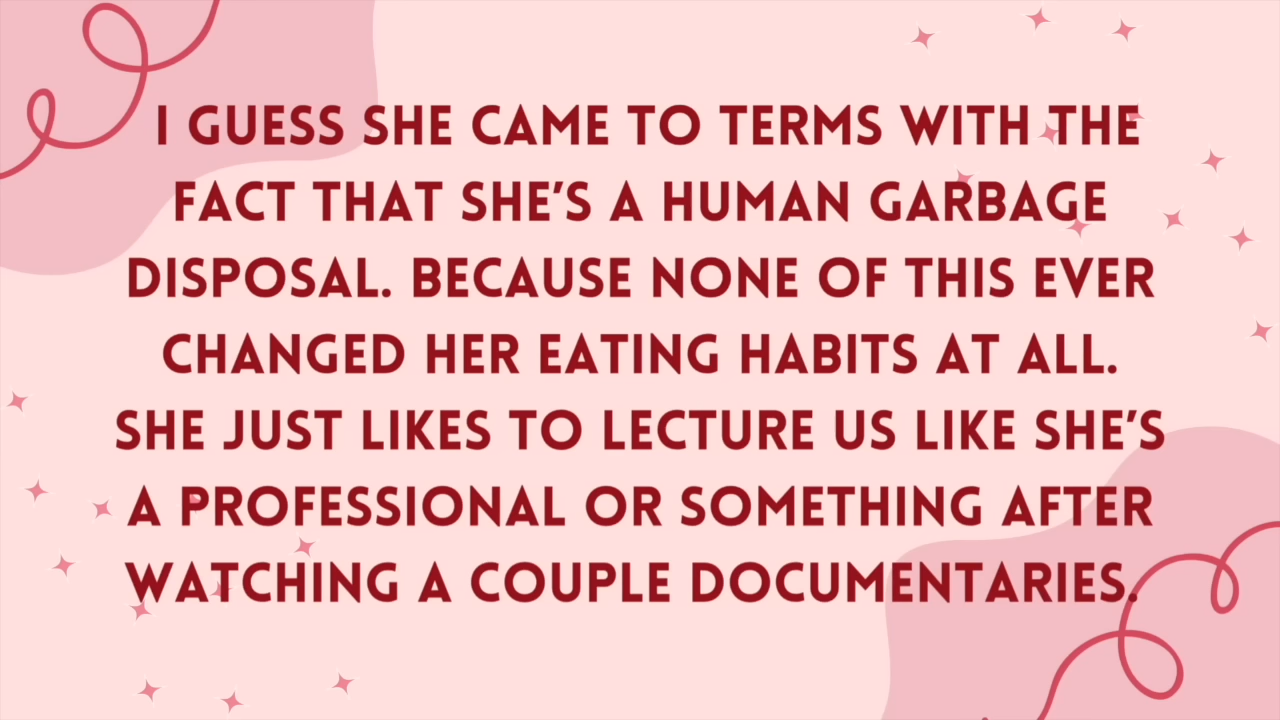 I GUESS SHE CAME TO TERMS WITH THE
FACT THAT SHE’S A HUMAN GARBAGE
DISPOSAL. BECAUSE NONE OF THIS EVER
CHANGED HER EATING HABITS AT ALL.
SHE JUST LIKES TO LECTURE US LIKE SHE’S
A PROFESSIONAL OR SOMETHING AFTER
WATCHING A COUPLE DOCUMENTARIES.